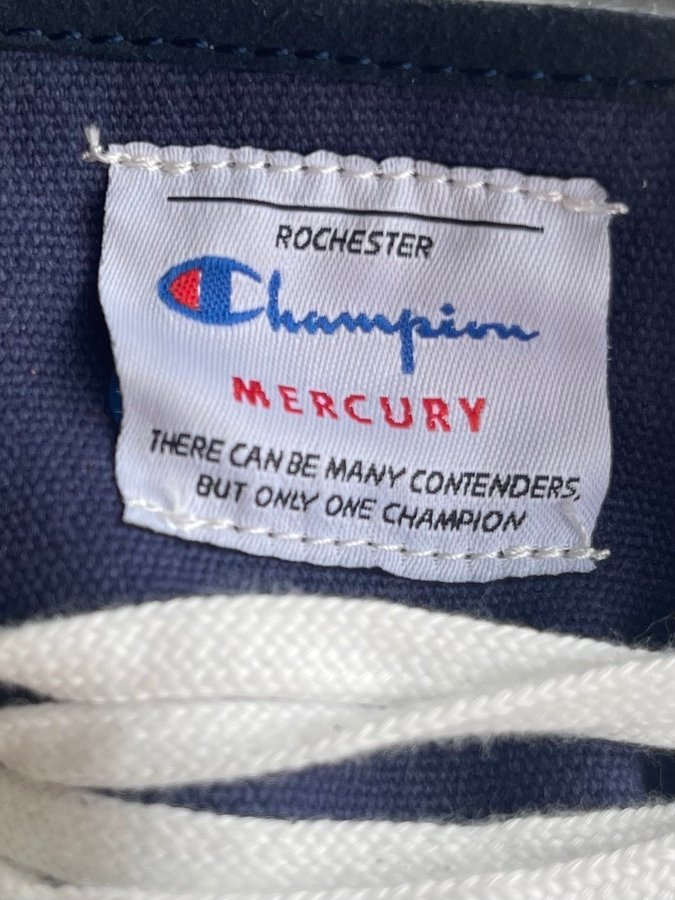 ROCHESTER
Champion
MERCURY
THERE CAN BE MANY CONTENDERS,
BUT ONLY ONE CHAMPION